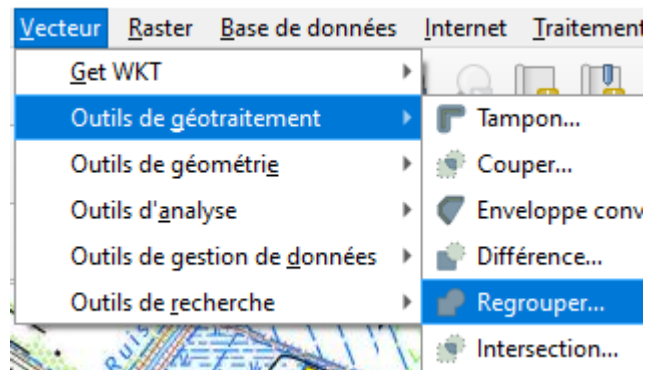 Vecteur Raster Base de données Internet Traitement
Get WKT
Outils de géotraitement
Outils de géométrie
Outils d'analyse
Outils de gestion de données
Outils de recherche
Tampon...
Couper...
Enveloppe conv
Différence...
Regrouper...
Intersection...
Ruis